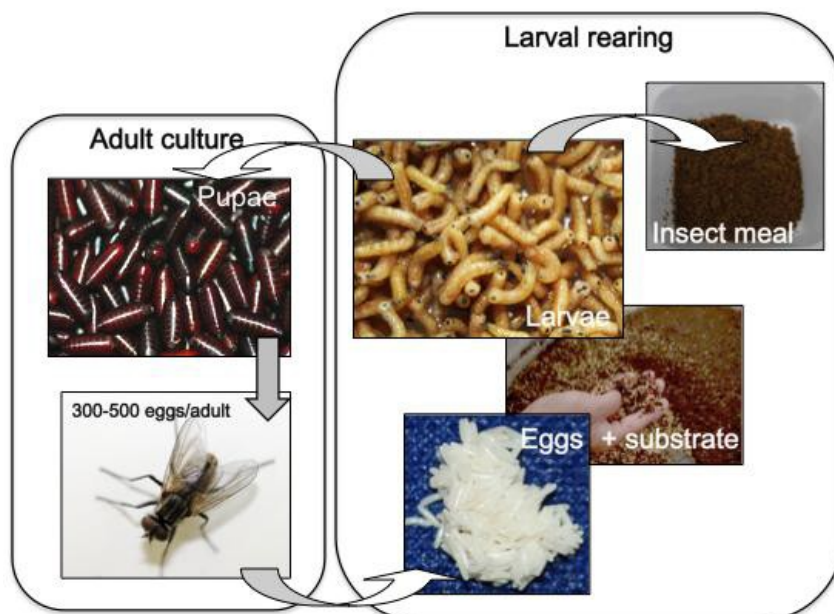 Larval rearing
Adult culture
Pupae
Insect meal
Larvae
300-500 eggs/adult
Eggs + substrate